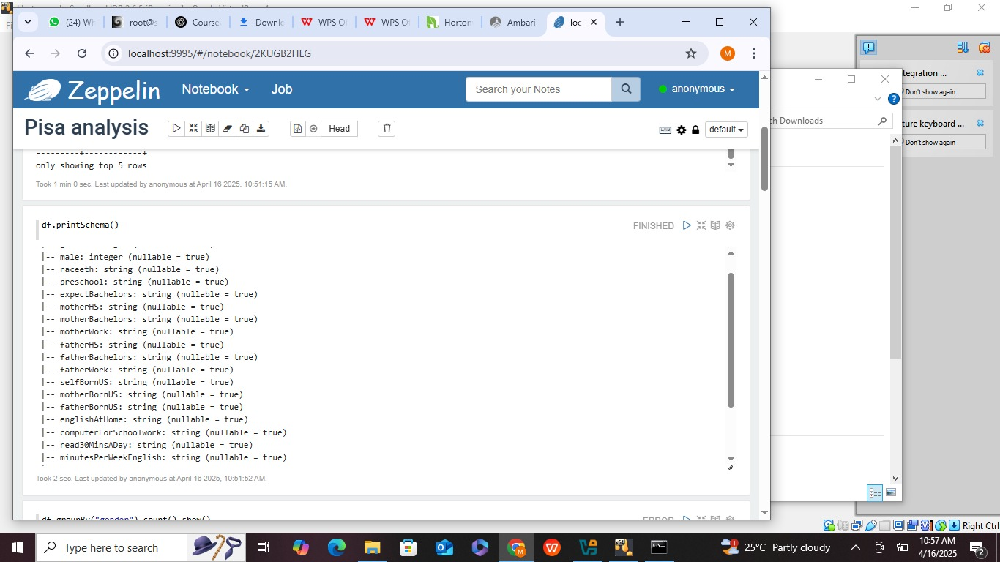 (24) Wh
root@s
Course
Downlo
WPS O
WPS O
Horton
Ambari
loc
localhost:9995/#/notebook/2KUGB2HEG
M
Zeppelin
Notebook
Job
Search your Notes
anonymous
Pisa analysis
Head
default
---------+------------+
only showing top 5 rows
Took 1 min 0 sec. Last updated by anonymous at April 16 2025, 10:51:15 AM.
df.printSchema()
FINISHED
|-- male: integer (nullable = true)
|-- raceeth: string (nullable = true)
|-- preschool: string (nullable = true)
|-- expectBachelors: string (nullable = true)
|-- motherHS: string (nullable = true)
|-- motherBachelors: string (nullable = true)
|-- motherWork: string (nullable = true)
|-- fatherHS: string (nullable = true)
|-- fatherBachelors: string (nullable = true)
|-- fatherWork: string (nullable = true)
|-- selfBornUS: string (nullable = true)
|-- motherBornUS: string (nullable = true)
|-- fatherBornUS: string (nullable = true)
|-- englishAtHome: string (nullable = true)
|-- computerForSchoolwork: string (nullable = true)
|-- read30MinsADay: string (nullable = true)
|-- minutesPerWeekEnglish: string (nullable = true)
Took 2 sec. Last updated by anonymous at April 16 2025, 10:51:52 AM.
df.groupBy("gender").count().show()
ERROR
ch Downloads
tegration ...
Don't show again
ture keyboard ...
Don't show again
Right Ctrl
Type here to search
25°C Partly cloudy
10:57 AM
4/16/2025
2